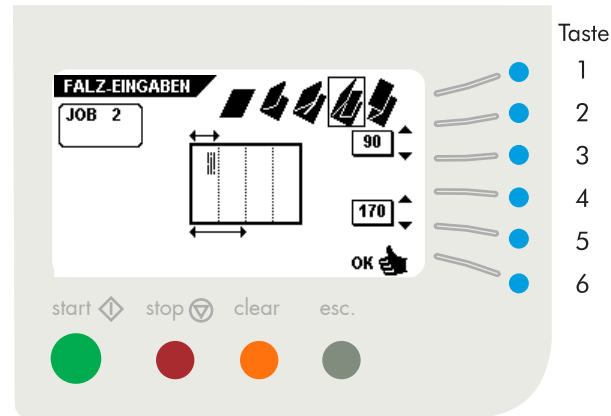 Taste
FALZ-EINGABEN
1
JOB 2
2
90
3
4
170
5
OK
6
start stop clear esc.